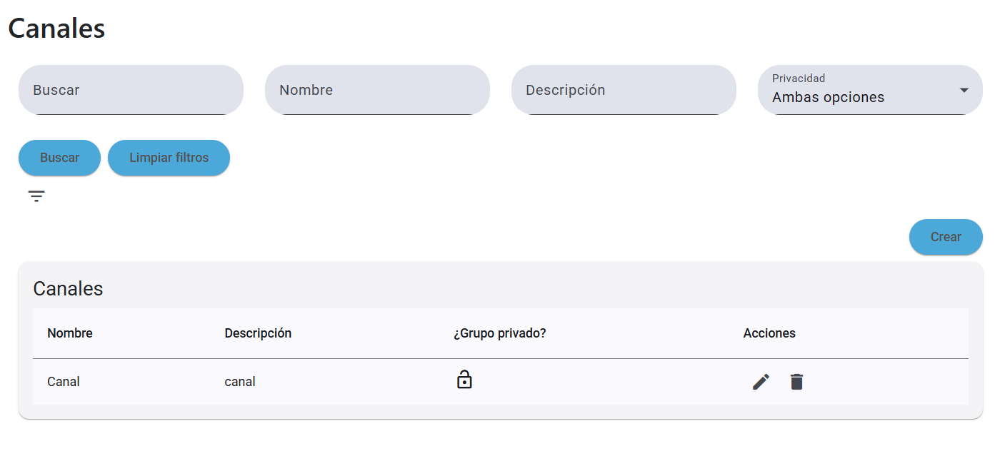 Canales
Buscar
Nombre
Descripción
Privacidad
Ambas opciones
Buscar
Limpiar filtros
Crear
Canales
Nombre
Descripción
¿Grupo privado?
Acciones
Canal
canal